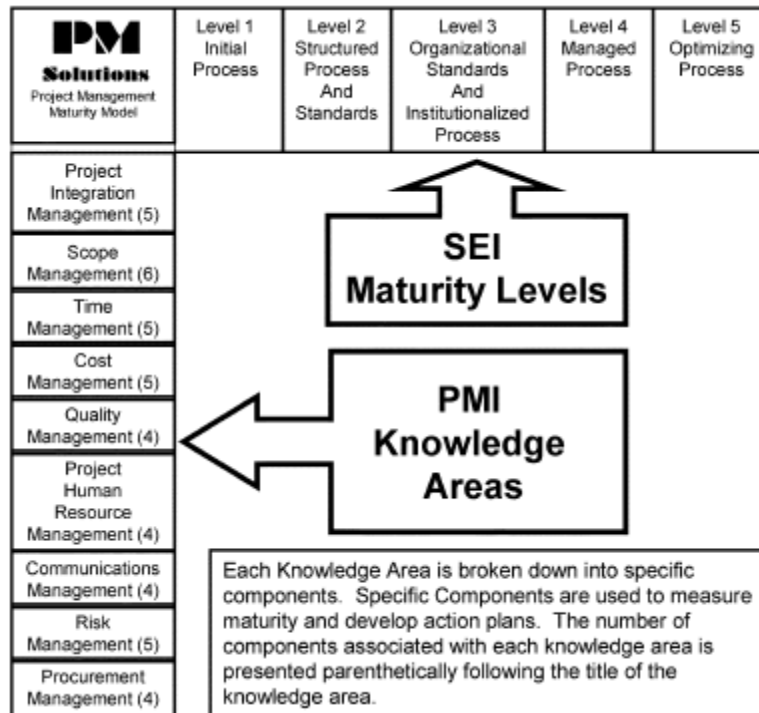 PM
Solutions
Project Management
Maturity Model
Level 1
Initial
Process
Level 2
Structured
Process
And
Standards
Level 3
Organizational
Standards
And
Institutionalized
Process
Level 4
Managed
Process
Level 5
Optimizing
Process
Project
Integration
Management (5)
Scope
Management (6)
Time
Management (5)
Cost
Management (5)
Quality
Management (4)
Project
Human
Resource
Management (4)
Communications
Management (4)
Risk
Management (5)
Procurement
Management (4)
SEI
Maturity Levels
PMI
Knowledge
Areas
Each Knowledge Area is broken down into specific
components.  Specific Components are used to measure
maturity and develop action plans.  The number of
components associated with each knowledge area is
presented parenthetically following the title of the
knowledge area.